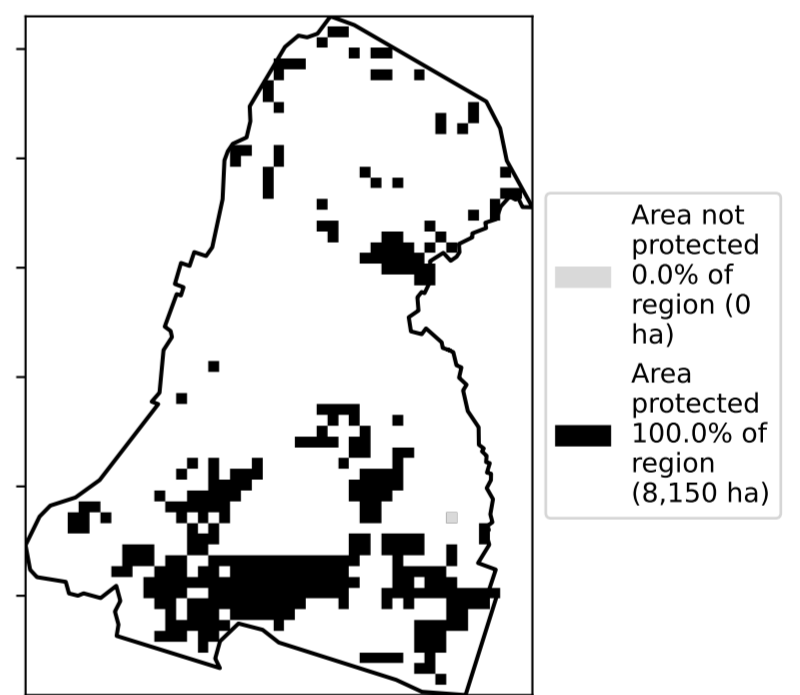 Area not
protected
0.0% of
region (0
ha)
Area
protected
100.0% of
region
(8,150 ha)